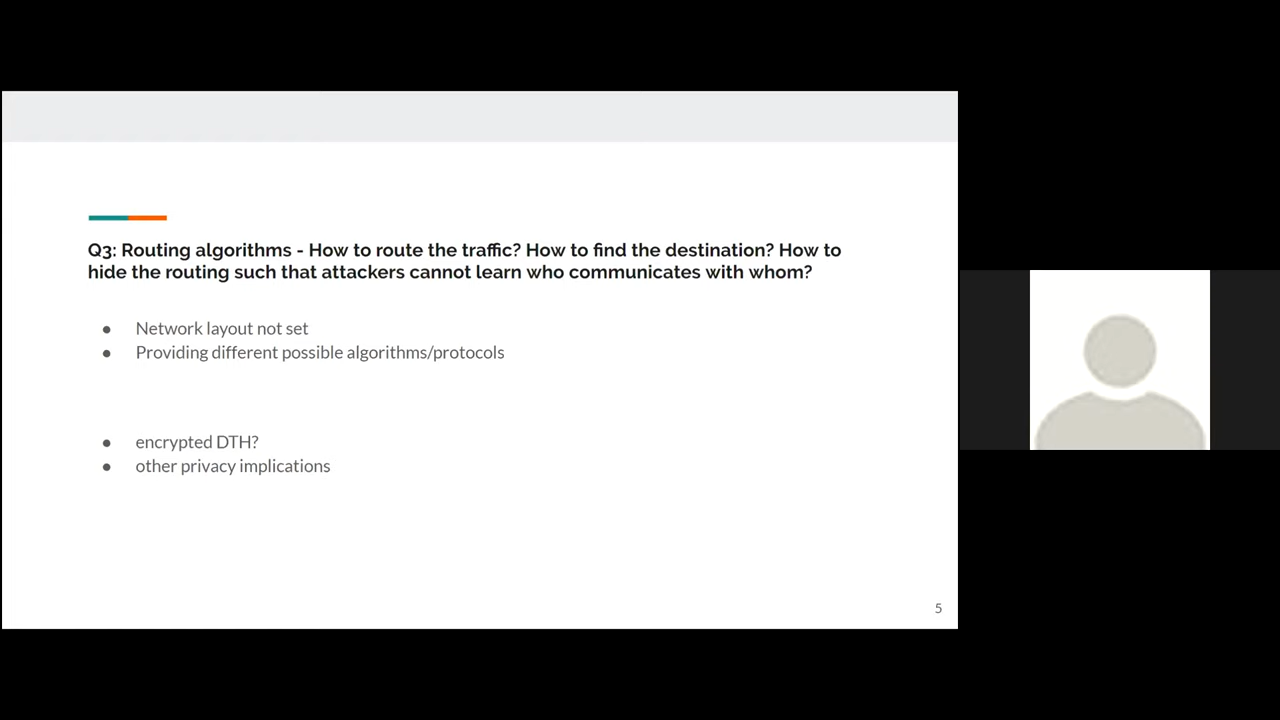 Q3: Routing algorithms - How to route the traffic? How to find the destination? How to
hide the routing such that attackers cannot learn who communicates with whom?
● Network layout not set
● Providing different possible algorithms/protocols
● encrypted DTH?
● other privacy implications
5